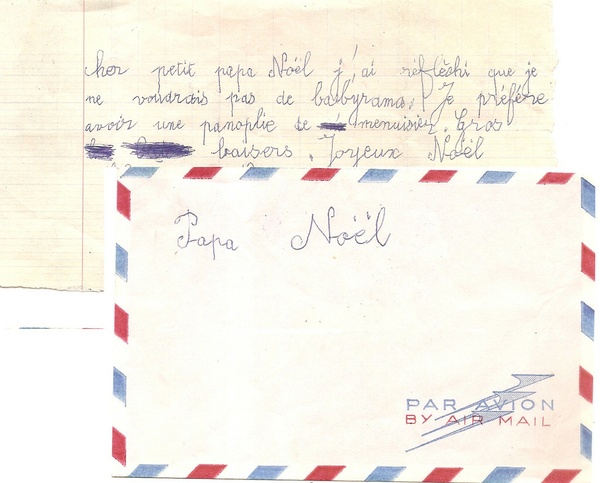 cher petit papa Noël j'ai réfléchi que je
ne voudrais pas de babyrama. Je préfère
avoir une panoplie de menuisier. Gros
baisers. Joyeux Noël
Papa Noël
PAR AVION
BY AIR MAIL